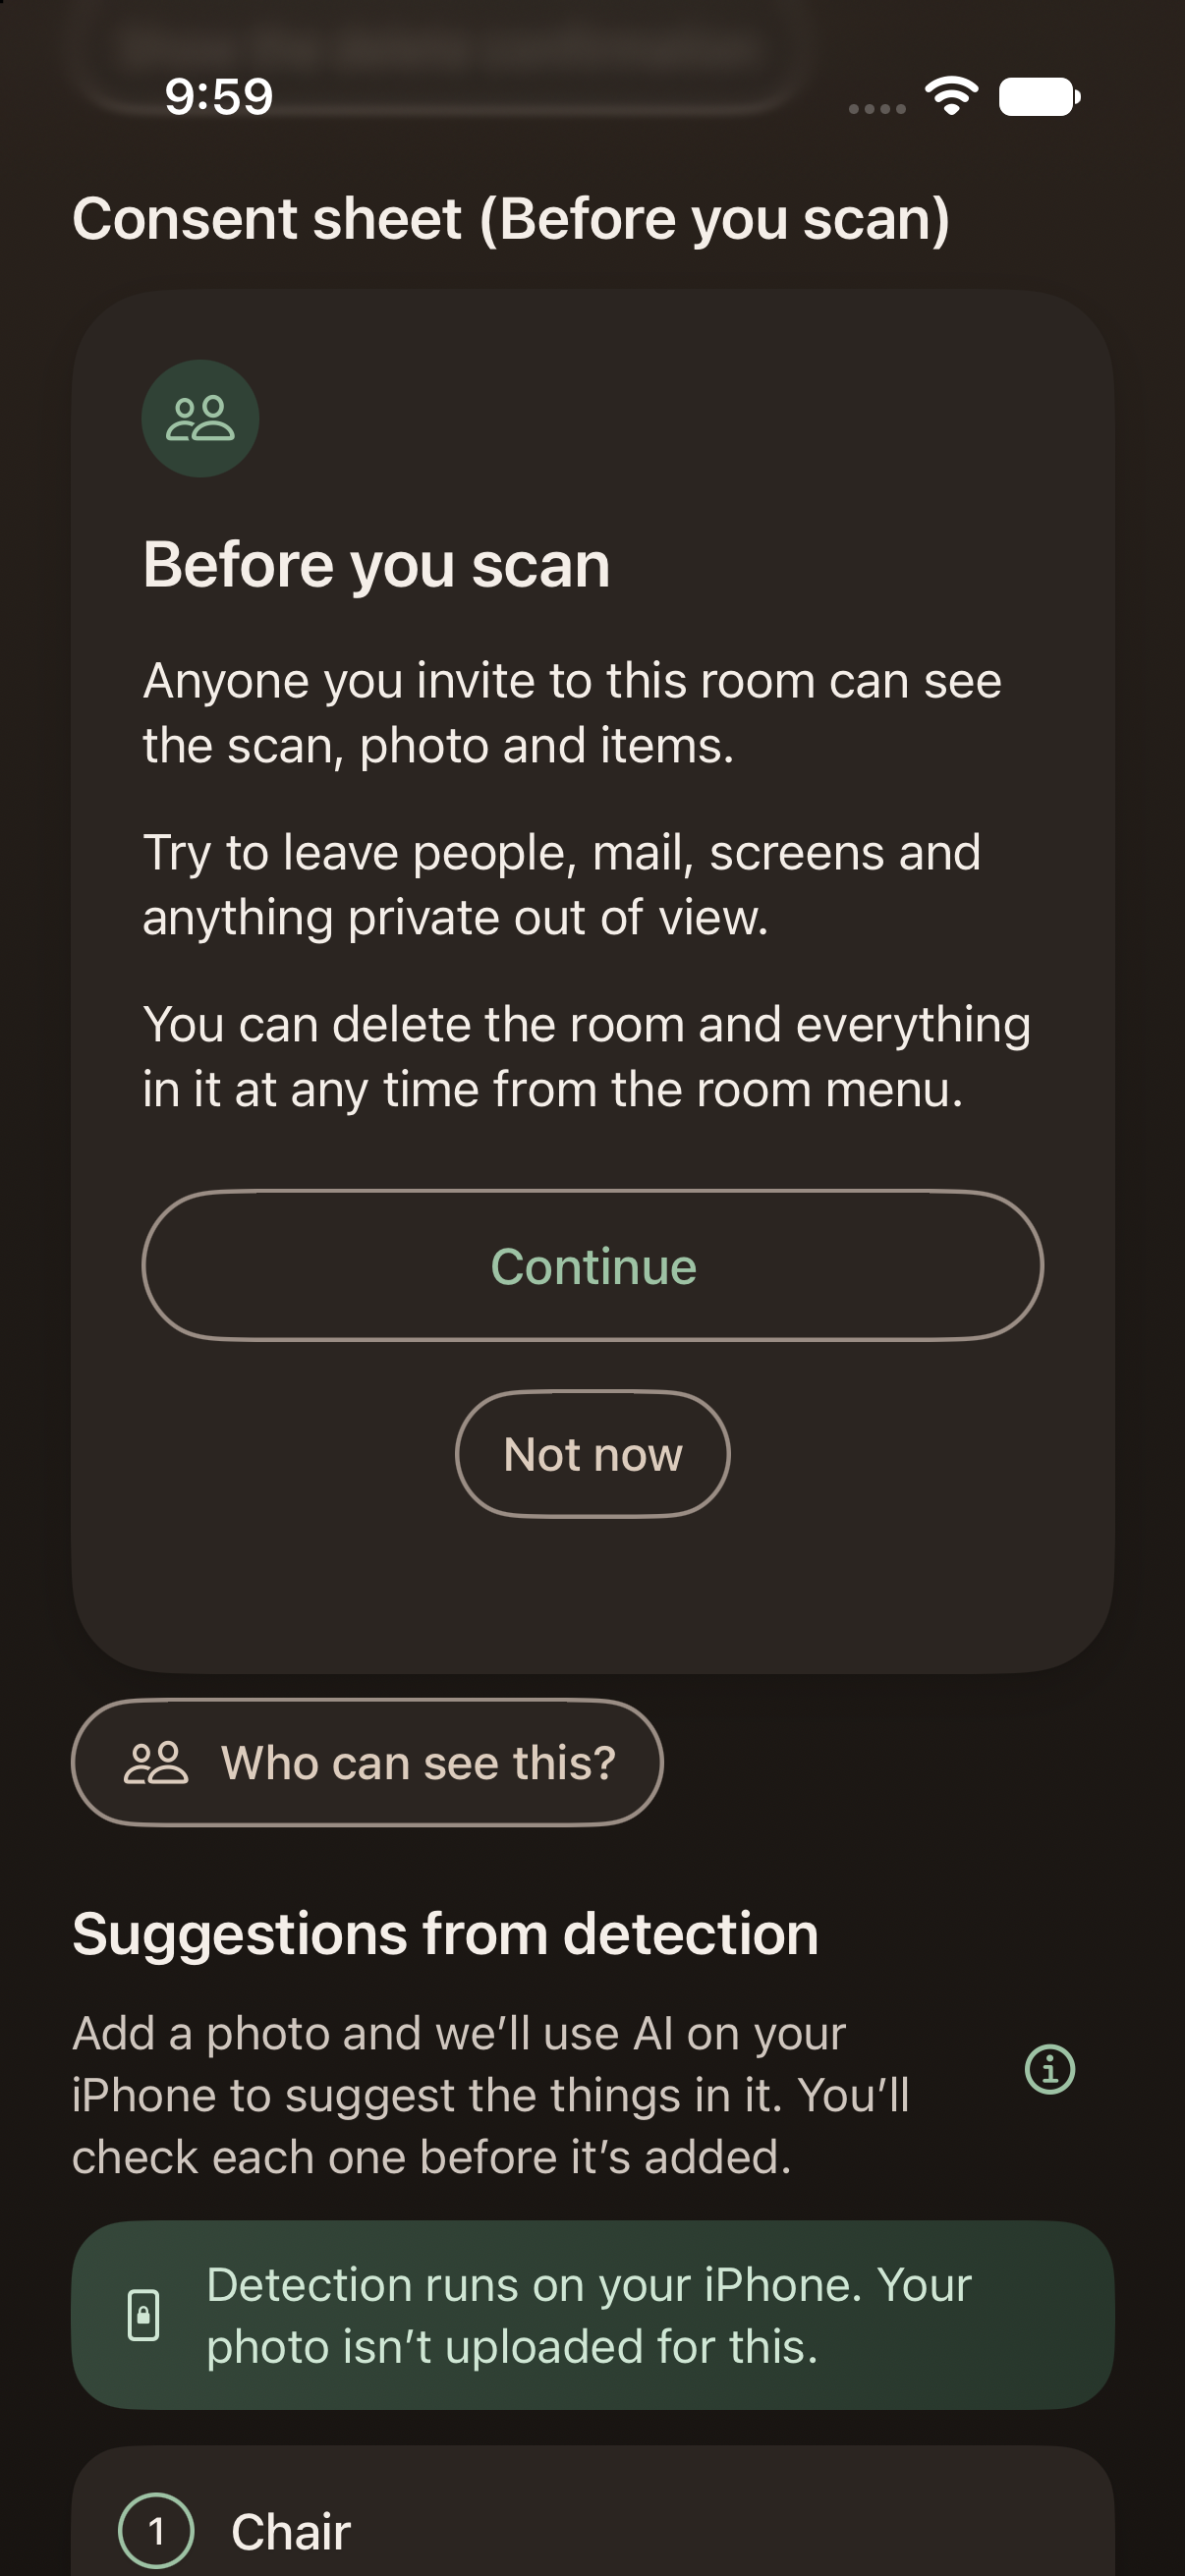 9:59
Consent sheet (Before you scan)
Before you scan
Anyone you invite to this room can see
the scan, photo and items.
Try to leave people, mail, screens and
anything private out of view.
You can delete the room and everything
in it at any time from the room menu.
Continue
Not now
Who can see this?
Suggestions from detection
Add a photo and we’ll use AI on your
iPhone to suggest the things in it. You’ll
check each one before it’s added.
Detection runs on your iPhone. Your
photo isn’t uploaded for this.
1 Chair